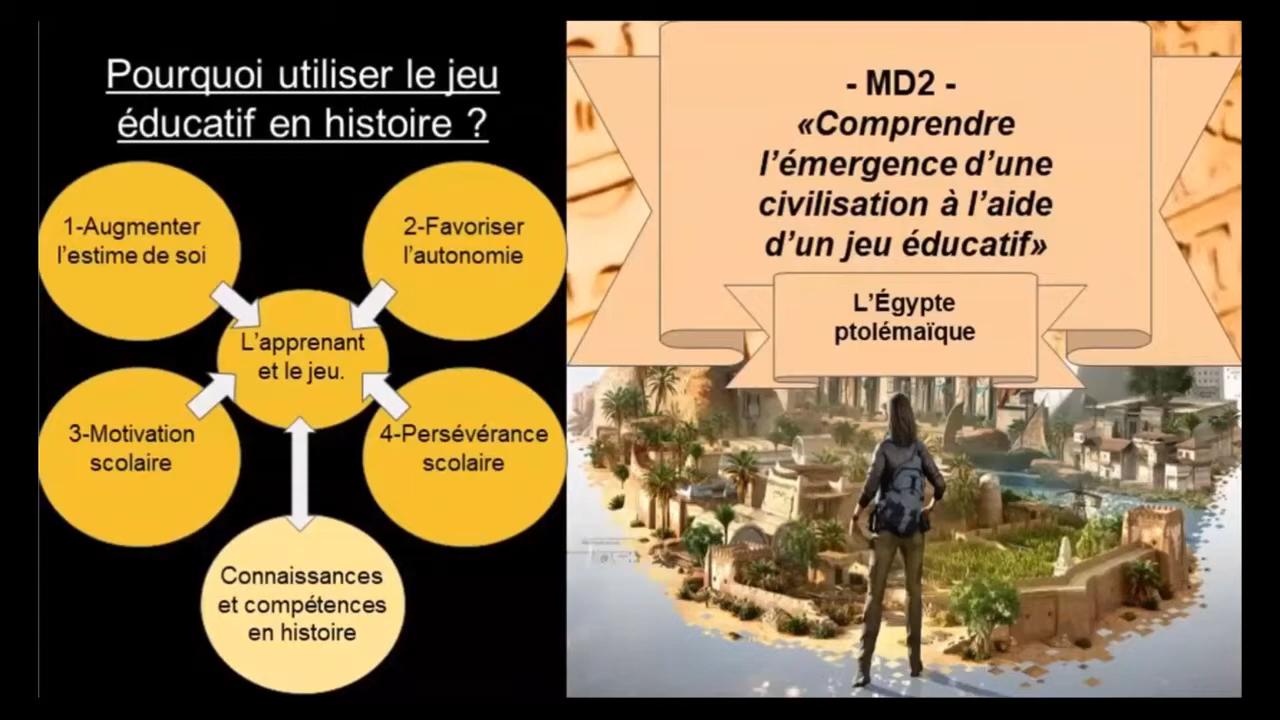 Pourquoi utiliser le jeu
éducatif en histoire ?
1-Augmenter
l’estime de soi
2-Favoriser
l’autonomie
L’apprenant
et le jeu.
3-Motivation
scolaire
4-Persévérance
scolaire
Connaissances
et compétences
en histoire
- MD2 -
«Comprendre
l’émergence d’une
civilisation à l’aide
d’un jeu éducatif»
L’Égypte
ptolémaïque